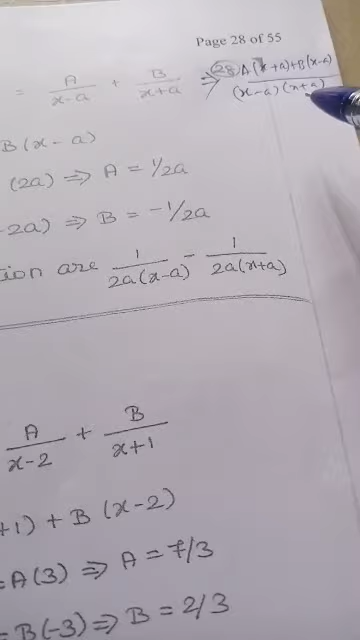 Page 28 of 55
= A/(x-a) + B/(x+a) ⇒ A(x+a)+B(x-a)/(x-a)(x+a)
B(x-a)
(2a) ⇒ A = 1/2a
-2a) ⇒ B = -1/2a
tion are 1/2a(x-a) - 1/2a(x+a)
A/(x-2) + B/(x+1)
+1) + B(x-2)
=A(3) ⇒ A = 7/3
=B(-3) ⇒ B = 2/3